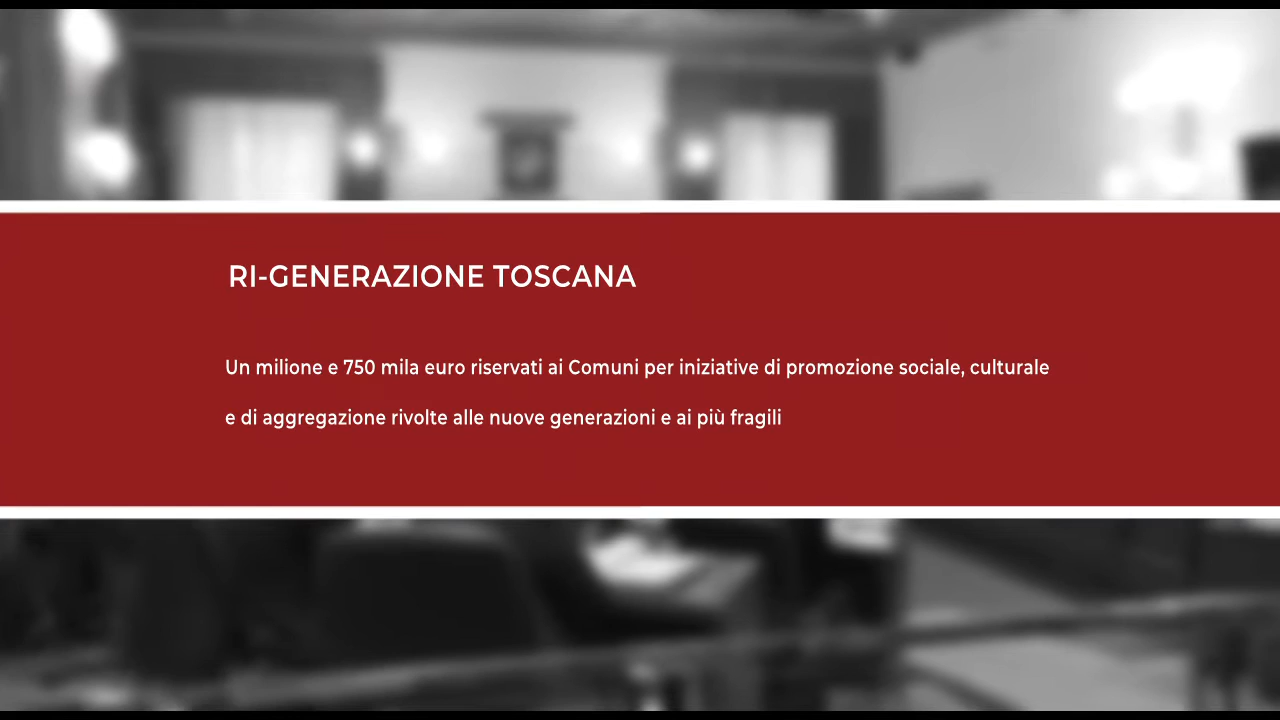 RI-GENERAZIONE TOSCANA
Un milione e 750 mila euro riservati ai Comuni per iniziative di promozione sociale, culturale
e di aggregazione rivolte alle nuove generazioni e ai più fragili